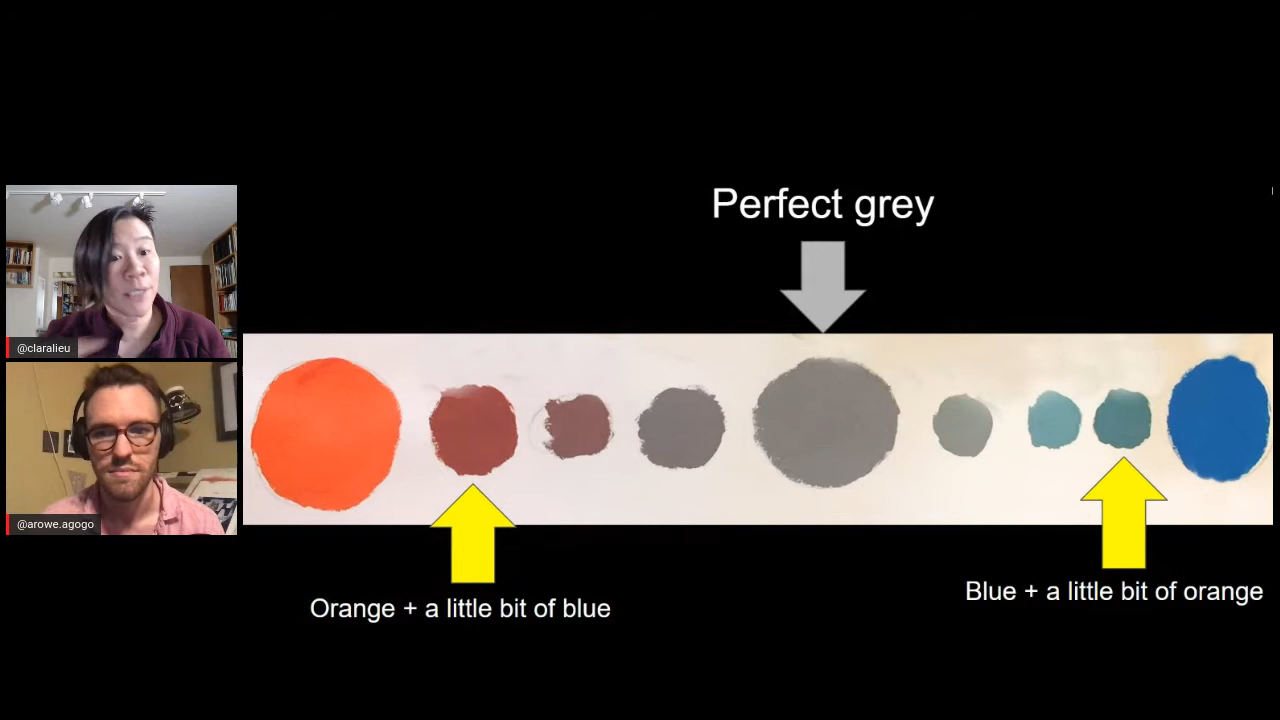 Perfect grey
@claralieu
@arowe.agogo
Orange + a little bit of blue
Blue + a little bit of orange